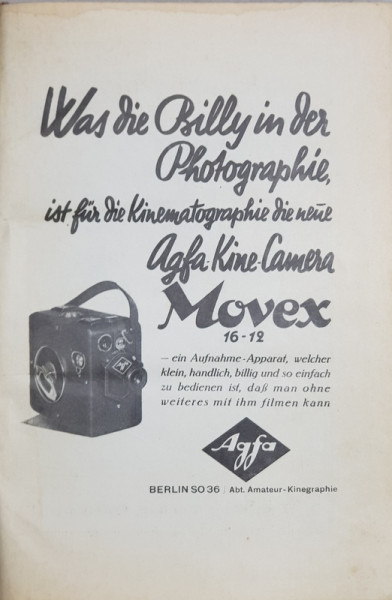 Was die Billy in der
Photographie,
ist für die Kinematographie die neue
Agfa-Kine-Camera
Movex
16-12
— ein Aufnahme-Apparat, welcher
klein, handlich, billig und so einfach
zu bedienen ist, daß man ohne
weiteres mit ihm filmen kann
Agfa
BERLIN SO 36 | Abt. Amateur-Kinegraphie